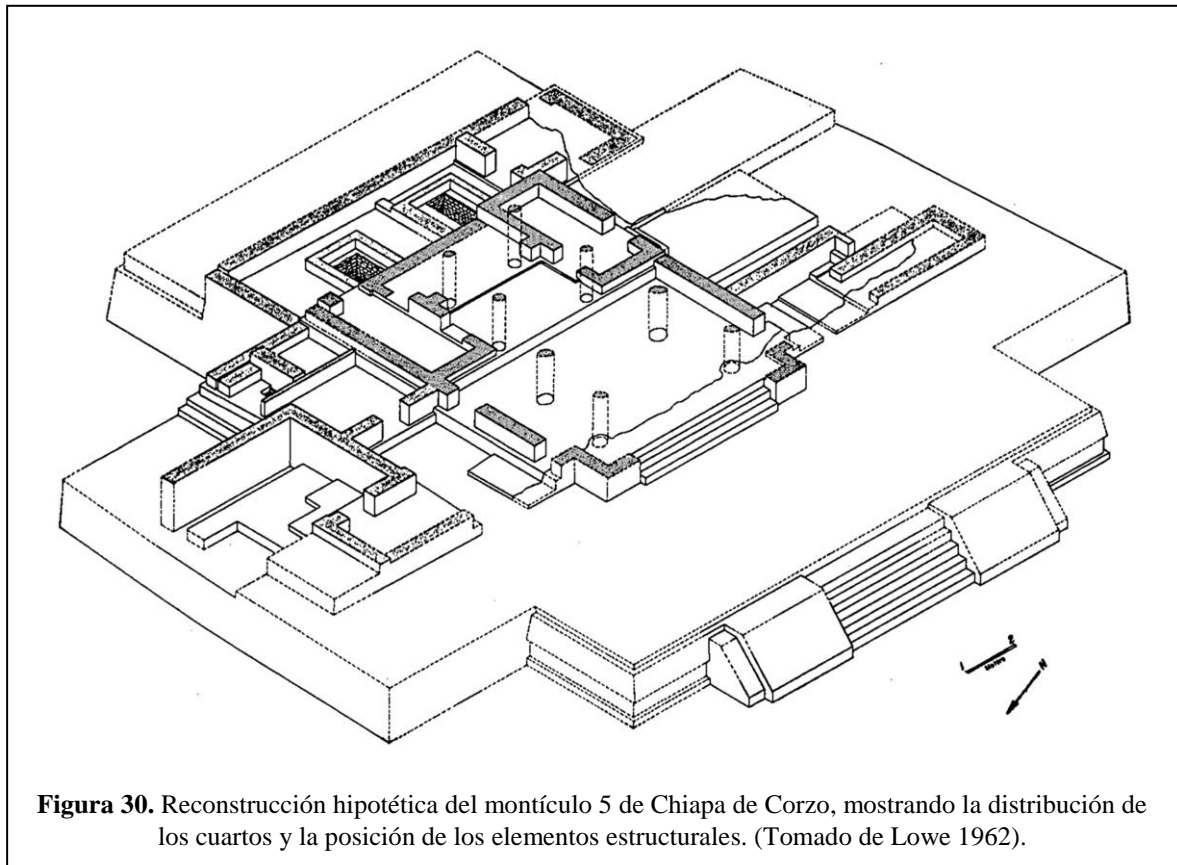 Metros
N
Figura 30. Reconstrucción hipotética del montículo 5 de Chiapa de Corzo, mostrando la distribución de
los cuartos y la posición de los elementos estructurales. (Tomado de Lowe 1962).